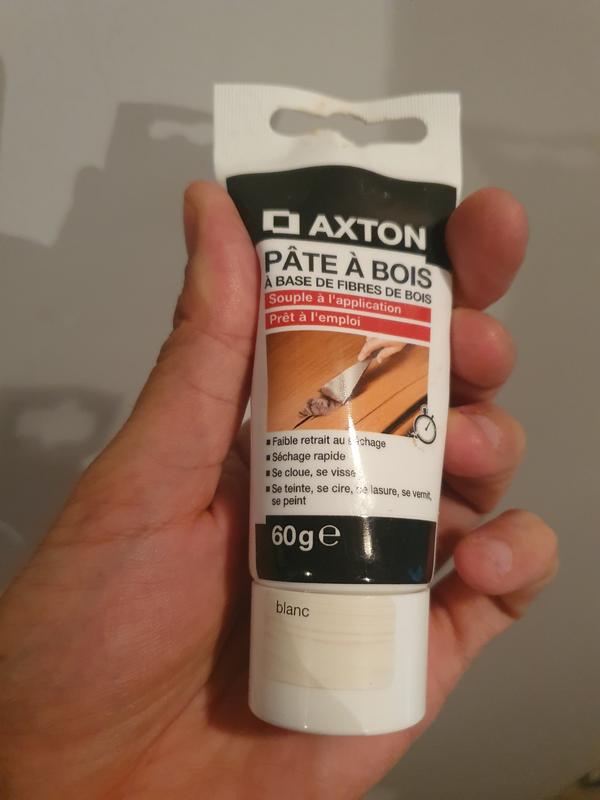 AXTON
PÂTE À BOIS
À BASE DE FIBRES DE BOIS
Souple à l'application
Prêt à l'emploi
Faible retrait au séchage
Séchage rapide
Se cloue, se visse
Se teinte, se cire, se lasure, se vernit,
se peint
60g e
blanc